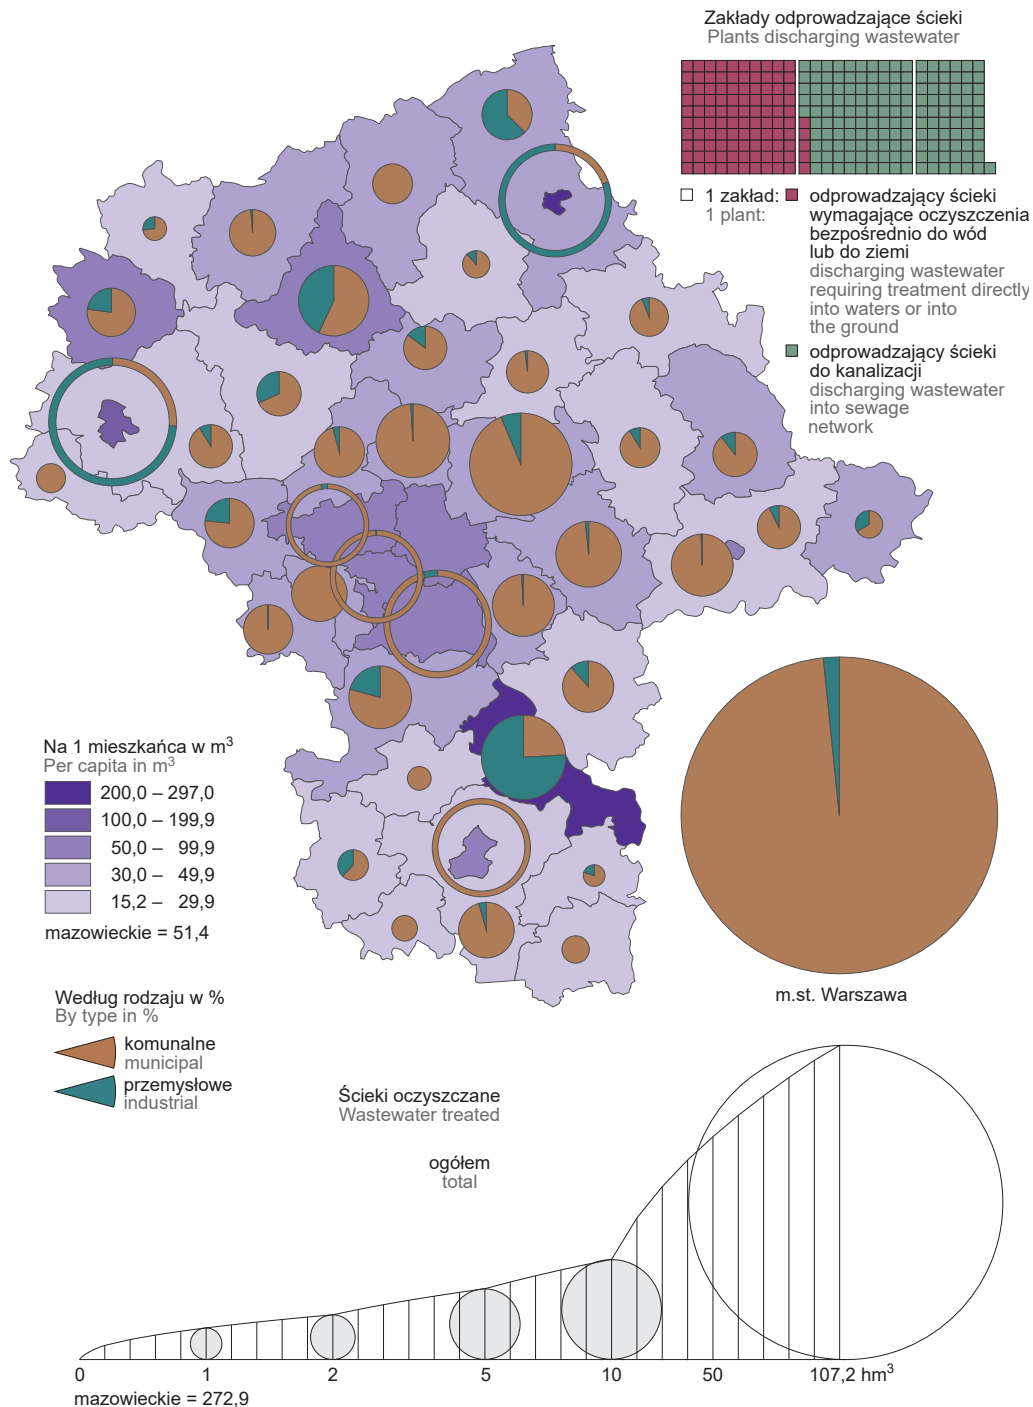 Zakłady odprowadzające ścieki
Plants discharging wastewater
1 zakład:
1 plant:
odprowadzający ścieki
wymagające oczyszczenia
bezpośrednio do wód
lub do ziemi
discharging wastewater
requiring treatment directly
into waters or into
the ground
odprowadzający ścieki
do kanalizacji
discharging wastewater
into sewage
network
Na 1 mieszkańca w m³
Per capita in m³
200,0 – 297,0
100,0 – 199,9
50,0 – 99,9
30,0 – 49,9
15,2 – 29,9
mazowieckie = 51,4
m.st. Warszawa
Według rodzaju w %
By type in %
komunalne
municipal
przemysłowe
industrial
Ścieki oczyszczane
Wastewater treated
ogółem
total
0 1 2 5 10 50 107,2 hm³
mazowieckie = 272,9